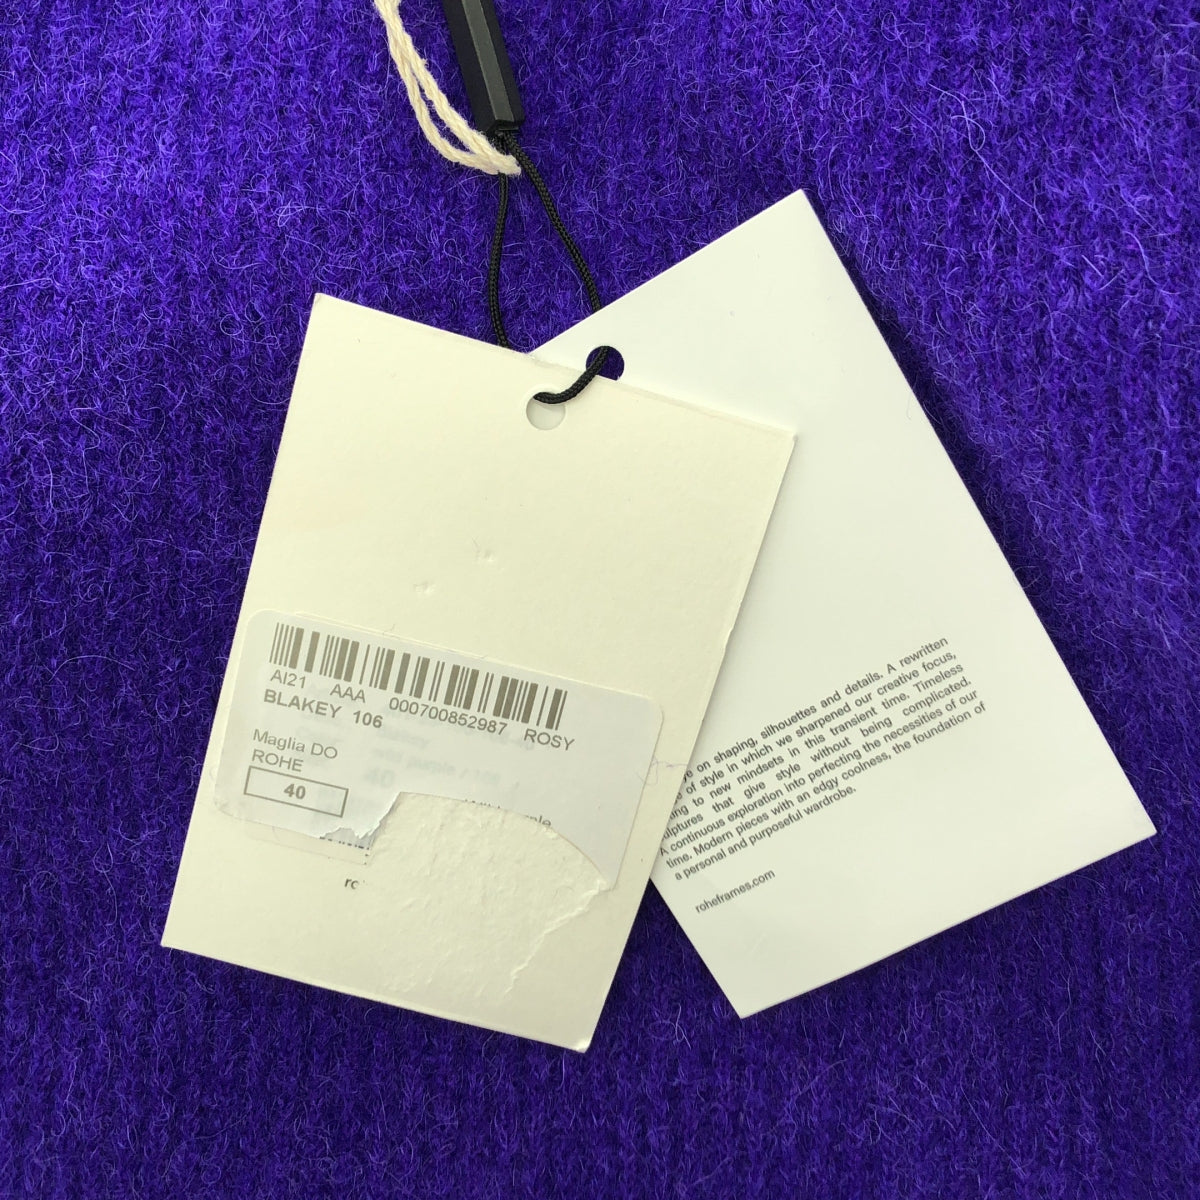 AI21 AAA 000700852987 ROSY
BLAKEY 106
Maglia DO
ROHE
40
on shaping, silhouettes and details. A rewritten
of style in which we sharpened our creative focus,
to new mindsets in this transient time. Timeless
that give style without being complicated.
A continuous exploration into perfecting the necessities of our
time. Modern pieces with an edgy coolness, the foundation of
a personal and purposeful wardrobe.
roheframes.com